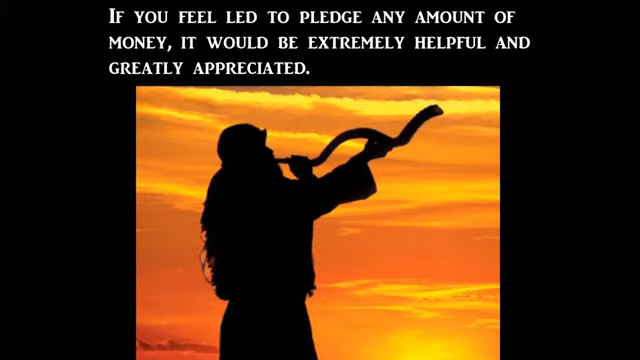 If you feel led to pledge any amount of
money, it would be extremely helpful and
greatly appreciated.